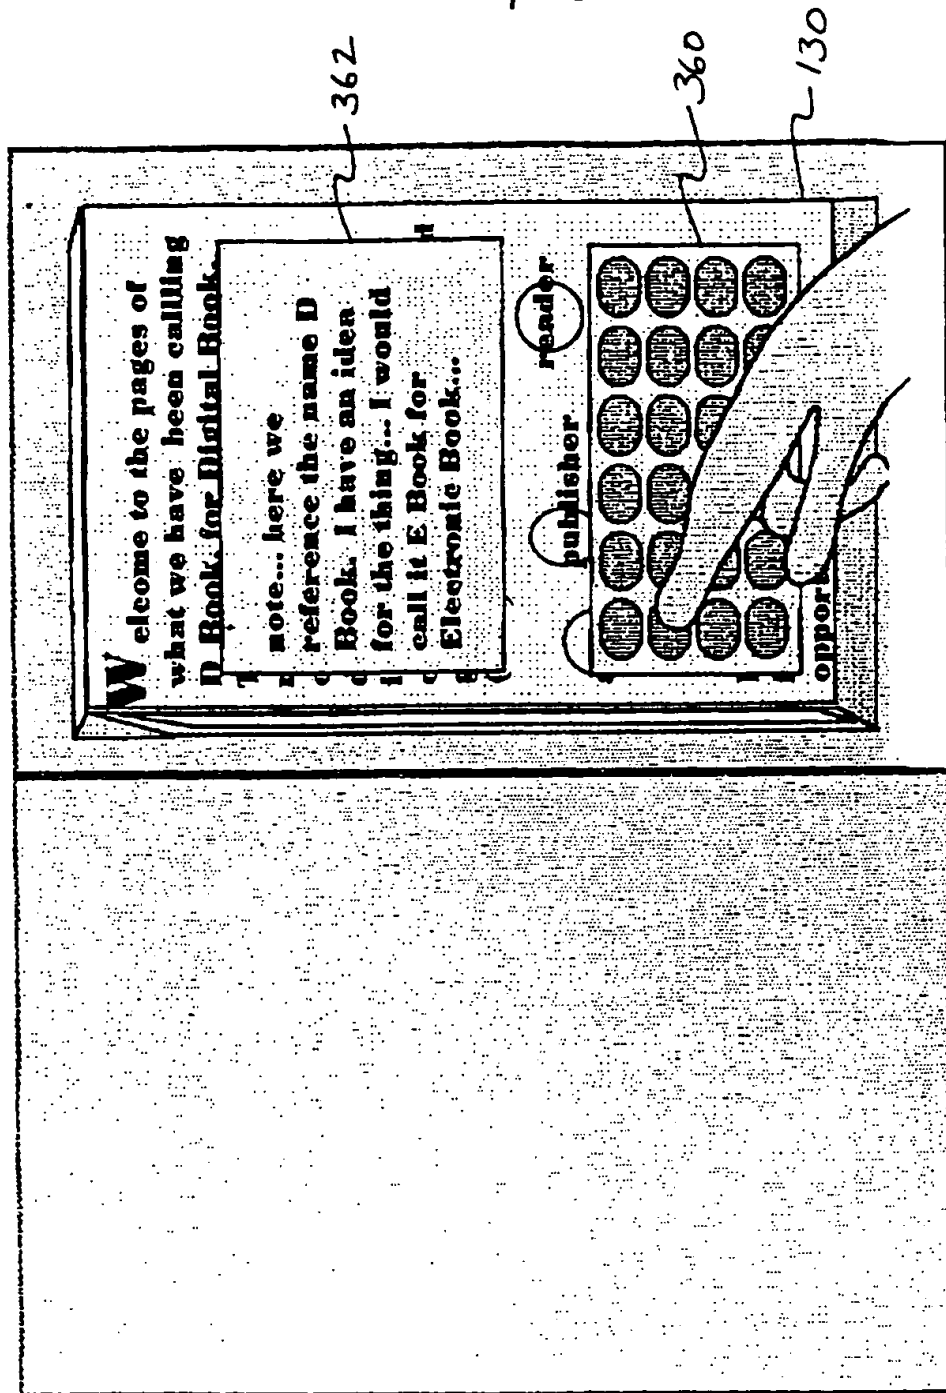 Welcome to the pages of
what we have been callling
D Book, for Digital Book.
note... here we
reference the name D
Book. I have an idea
for the thing... I would
call it E Book for
Electronic Book...
publisher
reader
opport
362
360
130